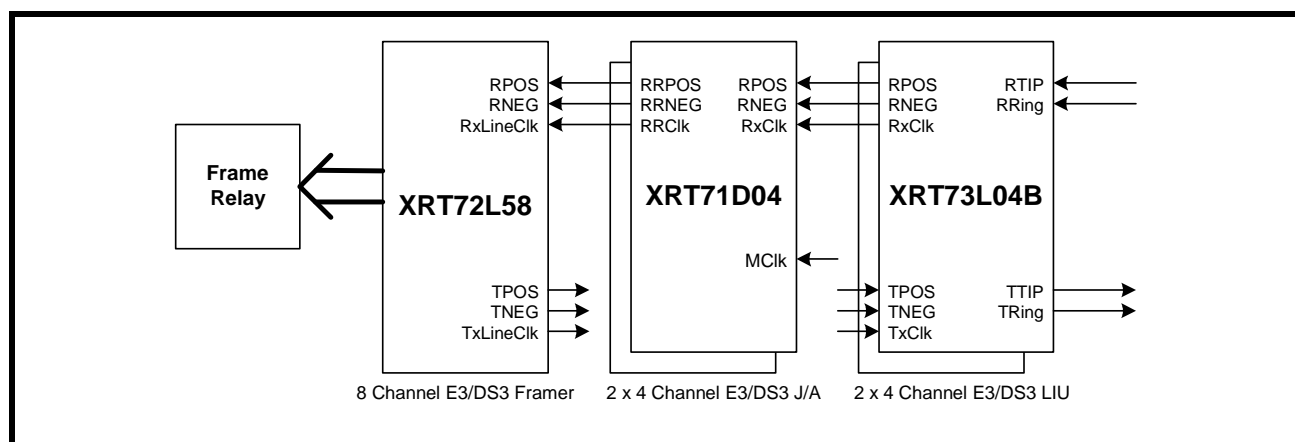 Frame
Relay
RPOS
RNEG
RxLineClk
XRT72L58
TPOS
TNEG
TxLineClk
8 Channel E3/DS3 Framer
RRPOS
RRNEG
RRClk
RPOS
RNEG
RxClk
XRT71D04
MClk
2 x 4 Channel E3/DS3 J/A
RPOS
RNEG
RxClk
RTIP
RRing
XRT73L04B
TPOS
TNEG
TxClk
TTIP
TRing
2 x 4 Channel E3/DS3 LIU